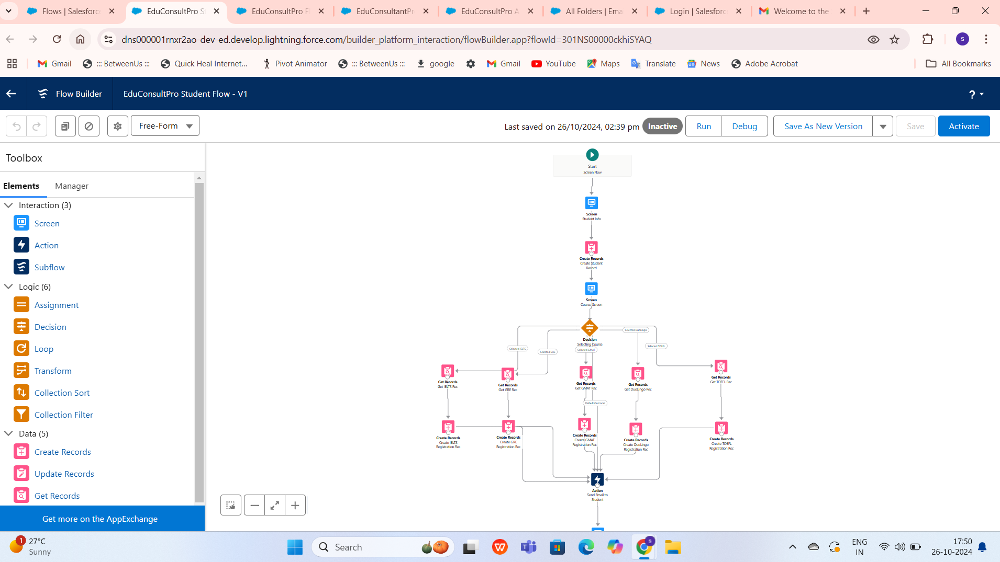 Flows | Salesforce
EduConsultPro S
EduConsultPro F
EduConsultantPr
EduConsultPro A
All Folders | Emai
Login | Salesforc
Welcome to the
dns000001rnxr2ao-dev-ed.develop.lightning.force.com/builder_platform_interaction/flowBuilder.app?flowId=301NS00000ckhiSYAQ
S
Gmail
::: BetweenUs :::
Quick Heal Internet...
Pivot Animator
::: BetweenUs :::
google
Gmail
YouTube
Maps
Translate
News
Adobe Acrobat
All Bookmarks
Flow Builder
EduConsultPro Student Flow - V1
?
Free-Form
Last saved on 26/10/2024, 02:39 pm
Inactive
Run
Debug
Save As New Version
Save
Activate
Toolbox
Elements
Manager
Interaction (3)
Screen
Action
Subflow
Logic (6)
Assignment
Decision
Loop
Transform
Collection Sort
Collection Filter
Data (5)
Create Records
Update Records
Get Records
Get more on the AppExchange
Start
Screen Flow
Screen
Student Info
Create Records
Create Student
Record
Screen
Course Screen
Decision
Selecting Course
Selected IELTS
Selected GRE
Selected GMAT
Selected DuoLingo
Selected TOEFL
Get Records
Get IELTS Rec
Get Records
Get GRE Rec
Get Records
Get GMAT Rec
Get Records
Get DuoLingo Rec
Get Records
Get TOEFL Rec
Default Outcome
Create Records
Create IELTS
Registration Rec
Create Records
Create GRE
Registration Rec
Create Records
Create GMAT
Registration Rec
Create Records
Create DuoLingo
Registration Rec
Create Records
Create TOEFL
Registration Rec
Action
Send Email to
Student
1
27°C
Sunny
Search
S
ENG
IN
17:50
26-10-2024